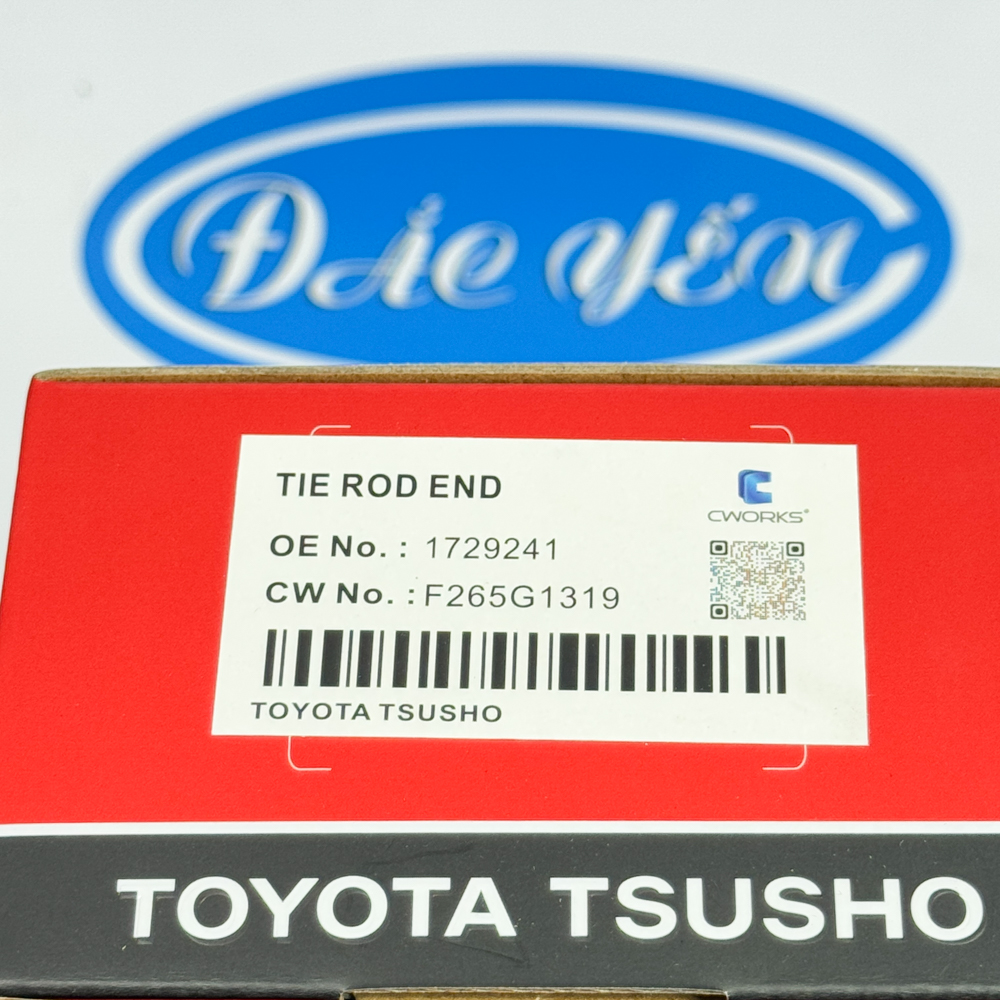 Đắc Yến
TIE ROD END
CWORKS®
OE No. : 1729241
CW No. : F265G1319
TOYOTA TSUSHO
TOYOTA TSUSHO